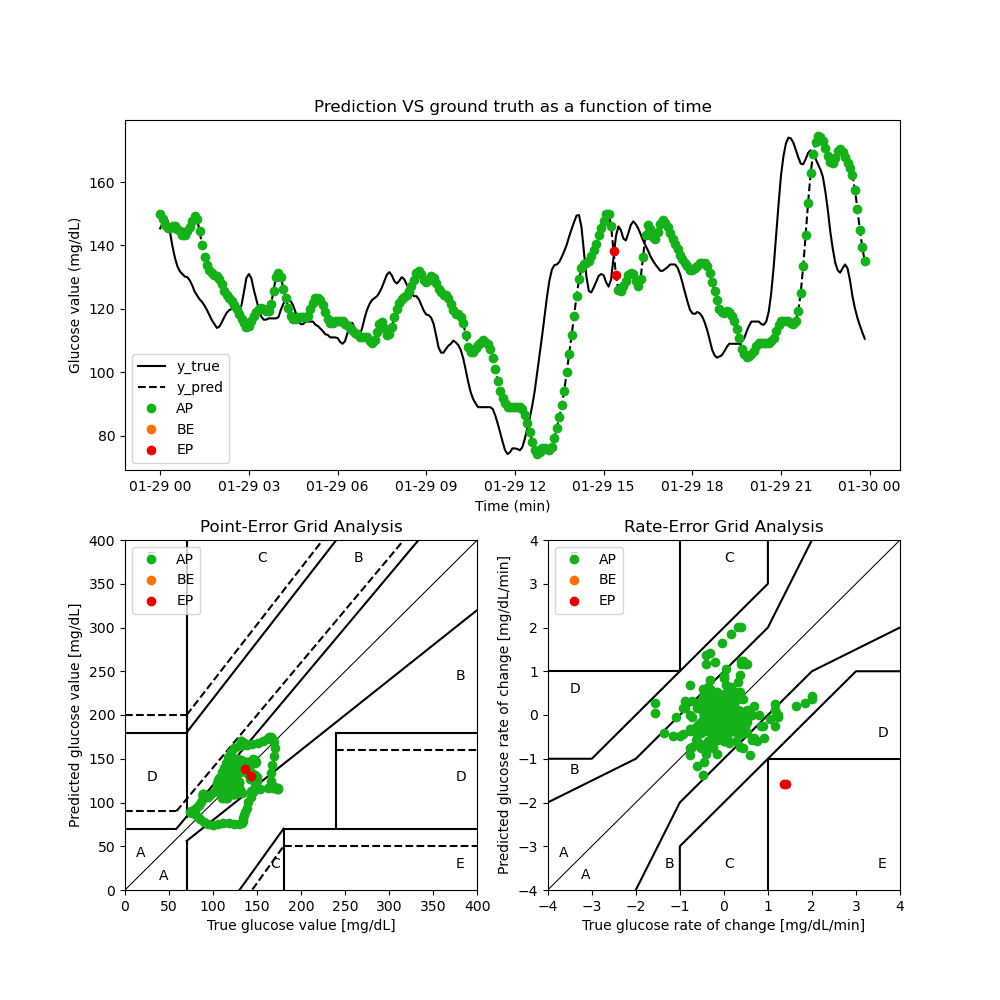 Prediction VS ground truth as a function of time
Glucose value (mg/dL)
160
140
120
100
80
y_true
y_pred
AP
BE
EP
01-29 00 01-29 03 01-29 06 01-29 09 01-29 12 01-29 15 01-29 18 01-29 21 01-30 00
Time (min)
Point-Error Grid Analysis
Predicted glucose value [mg/dL]
400
350
300
250
200
150
100
50
0
AP
BE
EP
C
B
B
D
D
A
A
C
E
0 50 100 150 200 250 300 350 400
True glucose value [mg/dL]
Rate-Error Grid Analysis
Predicted glucose rate of change [mg/dL/min]
4
3
2
1
0
−1
−2
−3
−4
AP
BE
EP
C
D
D
B
A
A
B
C
E
−4 −3 −2 −1 0 1 2 3 4
True glucose rate of change [mg/dL/min]